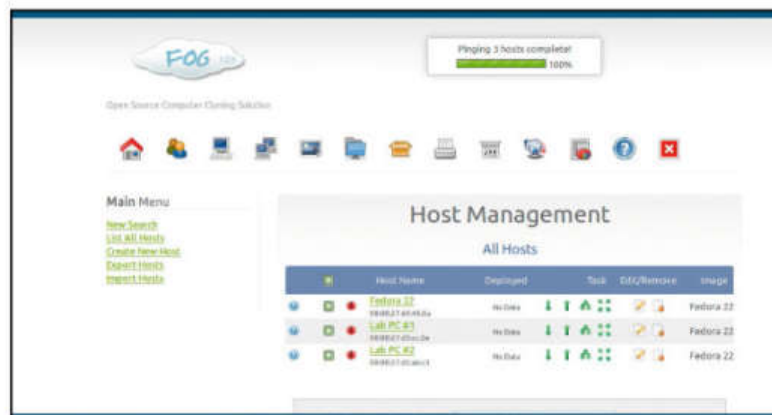 FOG
Pinging 3 hosts complete!
100%
Open Source Computer Cloning Solution
Main Menu
New Search
List All Hosts
Create New Host
Export Hosts
Import Hosts
Host Management
All Hosts
Host Name Deployed Task Edit/Remove Image
Fedora 22 No Data Fedora 22
Lab PC #1 No Data Fedora 22
Lab PC #2 No Data Fedora 22